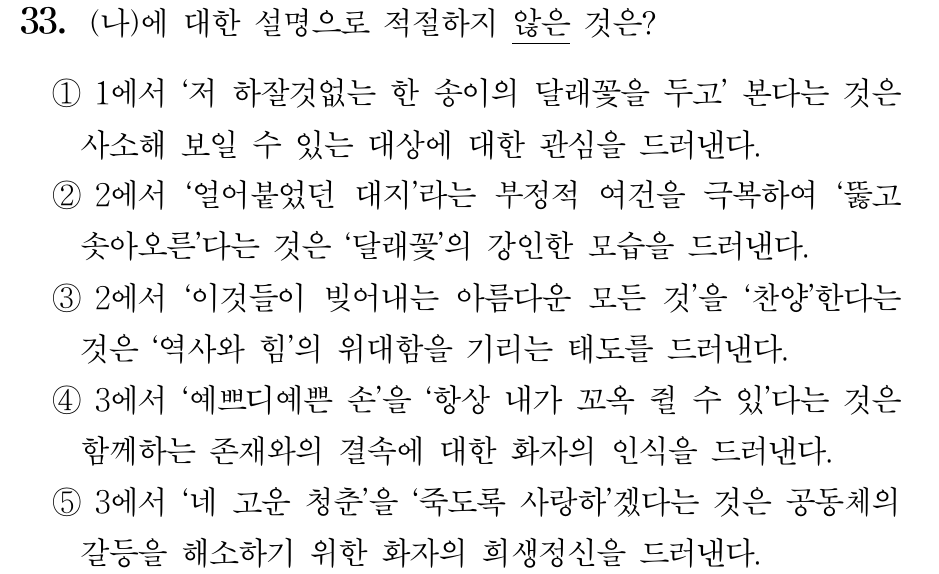 33. (나)에 대한 설명으로 적절하지 않은 것은?
① 1에서 ‘저 하잘것없는 한 송이의 달래꽃을 두고’ 본다는 것은
사소해 보일 수 있는 대상에 대한 관심을 드러낸다.
② 2에서 ‘얼어붙었던 대지’라는 부정적 여건을 극복하여 ‘뚫고
솟아오른’다는 것은 ‘달래꽃’의 강인한 모습을 드러낸다.
③ 2에서 ‘이것들이 빚어내는 아름다운 모든 것’을 ‘찬양’한다는
것은 ‘역사와 힘’의 위대함을 기리는 태도를 드러낸다.
④ 3에서 ‘예쁘디예쁜 손’을 ‘항상 내가 꼬옥 쥘 수 있’다는 것은
함께하는 존재와의 결속에 대한 화자의 인식을 드러낸다.
⑤ 3에서 ‘네 고운 청춘’을 ‘죽도록 사랑하’겠다는 것은 공동체의
갈등을 해소하기 위한 화자의 희생정신을 드러낸다.